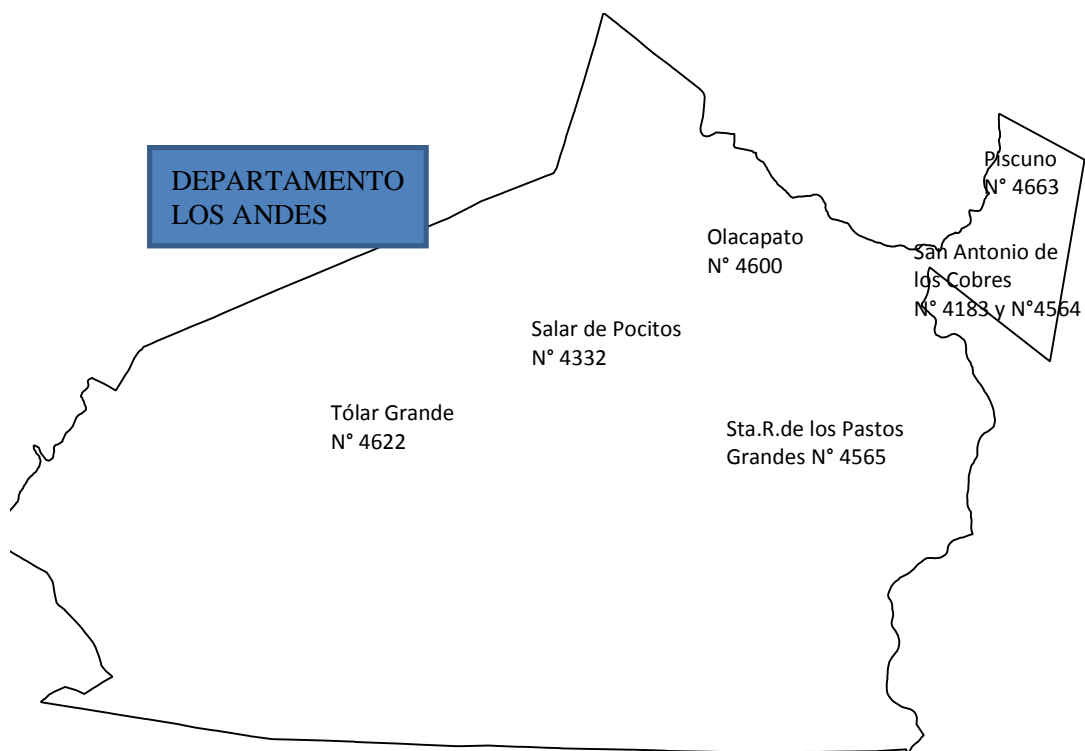 DEPARTAMENTO
LOS ANDES
Piscuno
N° 4663
Olacapato
N° 4600
San Antonio de
los Cobres
N° 4183 y N°4564
Salar de Pocitos
N° 4332
Tólar Grande
N° 4622
Sta.R.de los Pastos
Grandes N° 4565